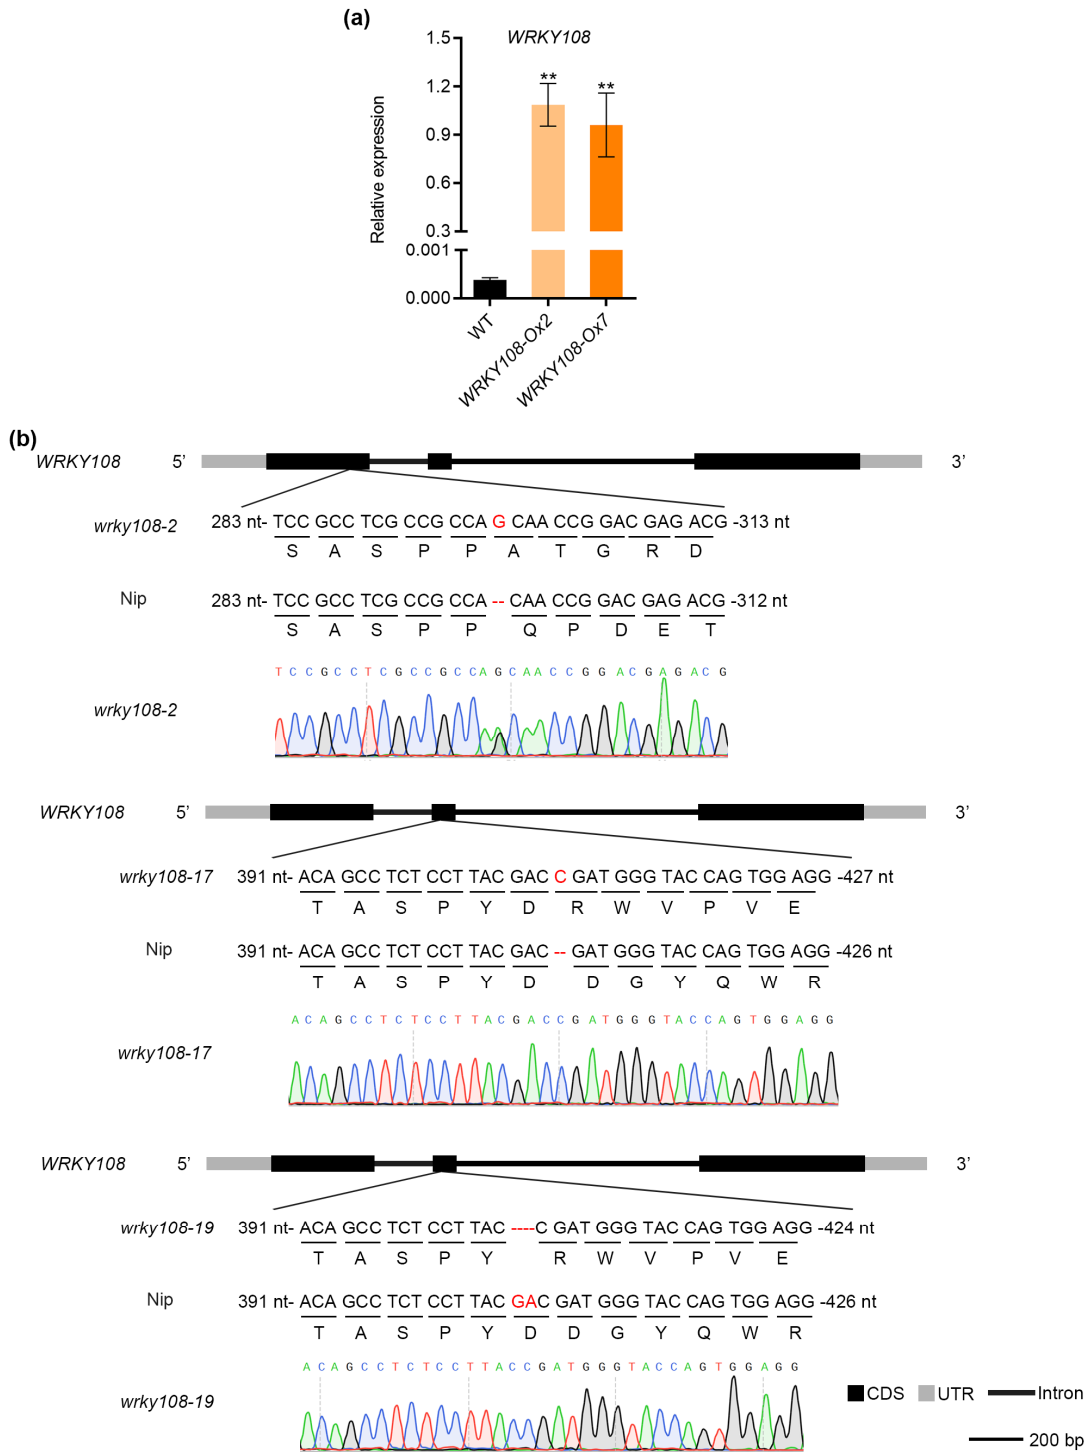 (a)
WRKY108
1.5
1.2
0.9
0.6
0.3
0.001
0.000
Relative expression
**
**
WT
WRKY108-Ox2
WRKY108-Ox7
(b)
WRKY108 5’ 3’
wrky108-2 283 nt- TCC GCC TCG CCG CCA G CAA CCG GAC GAG ACG -313 nt
S A S P P A T G R D
Nip 283 nt- TCC GCC TCG CCG CCA -- CAA CCG GAC GAG ACG -312 nt
S A S P P Q P D E T
T C C G C C T C G C C G C C A G C A A C C G G A C G A G A C G
wrky108-2
WRKY108 5’ 3’
wrky108-17 391 nt- ACA GCC TCT CCT TAC GAC C GAT GGG TAC CAG TGG AGG -427 nt
T A S P Y D R W V P V E
Nip 391 nt- ACA GCC TCT CCT TAC GAC -- GAT GGG TAC CAG TGG AGG -426 nt
T A S P Y D D G Y Q W R
A C A G C C T C T C C T T A C G A C C G A T G G G T A C C A G T G G A G G
wrky108-17
WRKY108 5’ 3’
wrky108-19 391 nt- ACA GCC TCT CCT TAC ----C GAT GGG TAC CAG TGG AGG -424 nt
T A S P Y R W V P V E
Nip 391 nt- ACA GCC TCT CCT TAC GAC GAT GGG TAC CAG TGG AGG -426 nt
T A S P Y D D G Y Q W R
A C A G C C T C T C C T T A C C G A T G G G T A C C A G T G G A G G
wrky108-19
CDS UTR Intron
200 bp